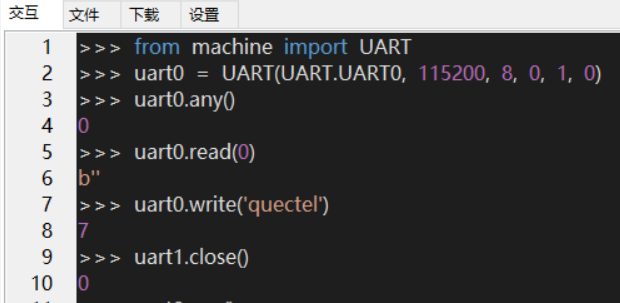 交互 文件 下载 设置
1 >>> from machine import UART
2 >>> uart0 = UART(UART.UART0, 115200, 8, 0, 1, 0)
3 >>> uart0.any()
4 0
5 >>> uart0.read(0)
6 b''
7 >>> uart0.write('quectel')
8 7
9 >>> uart1.close()
10 0